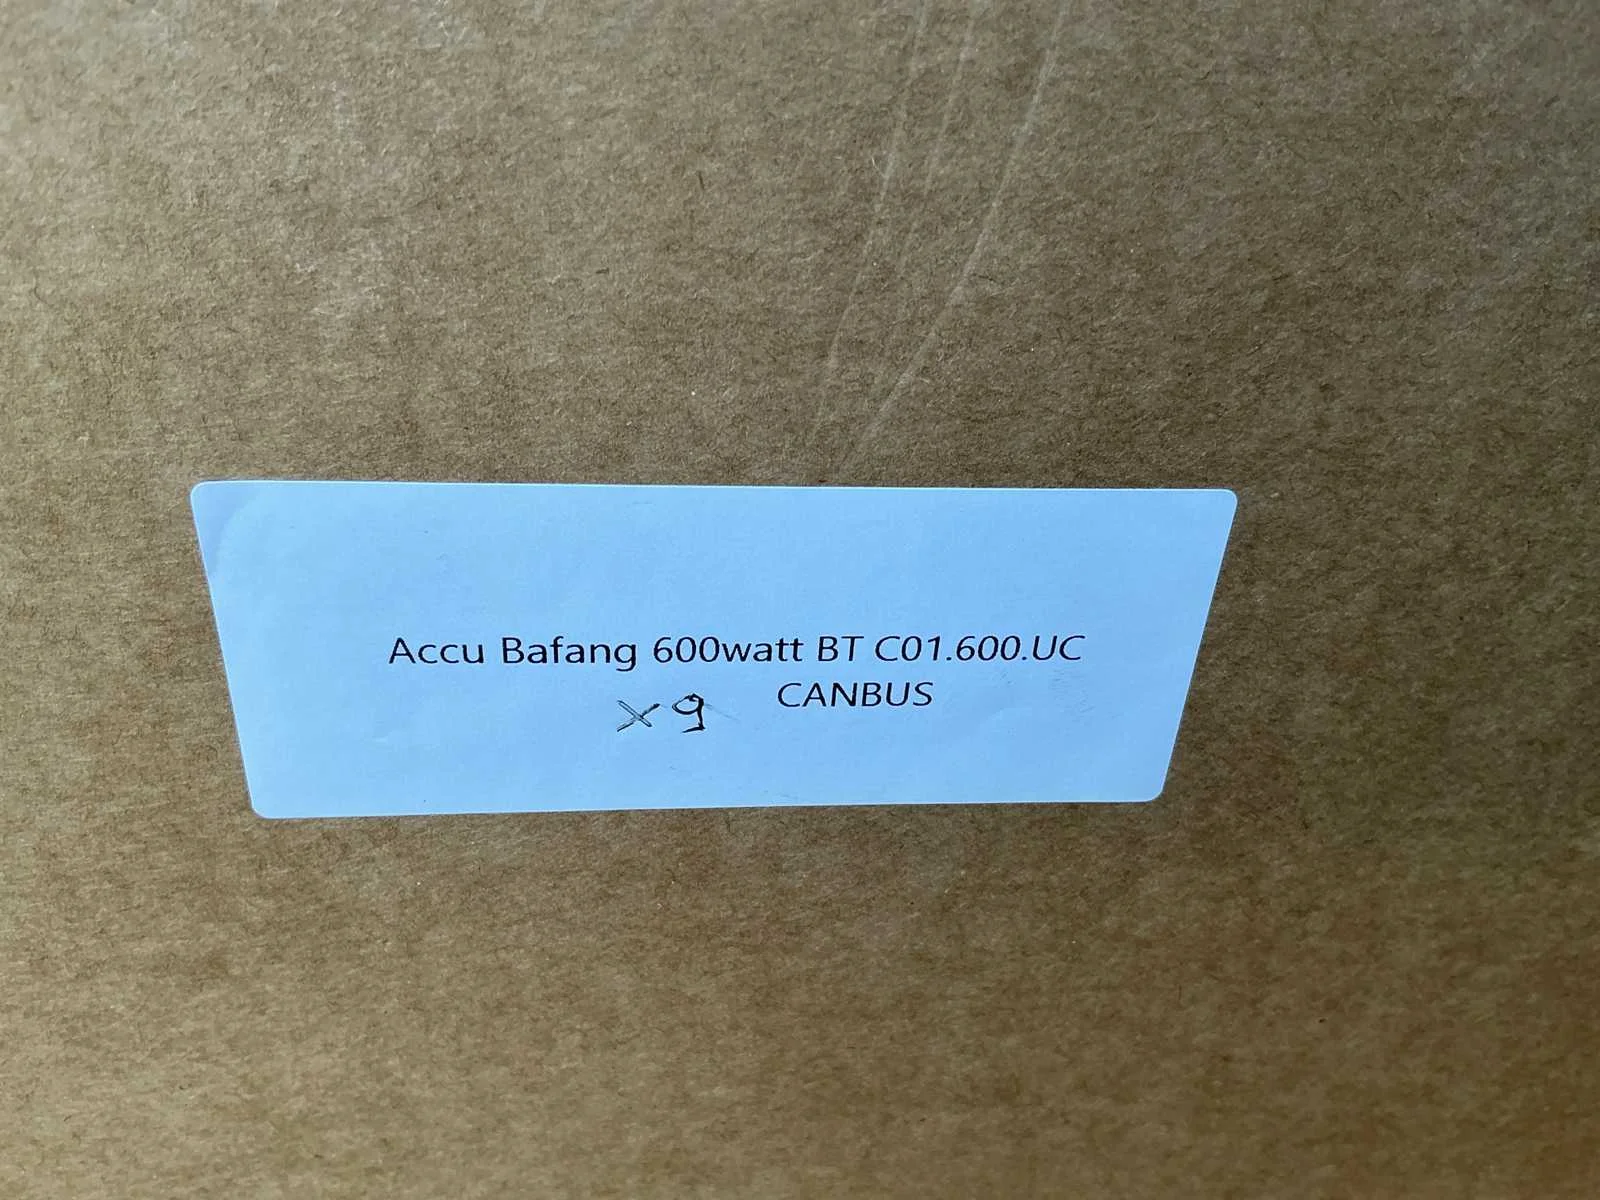 Accu Bafang 600watt BT C01.600.UC
CANBUS
x9